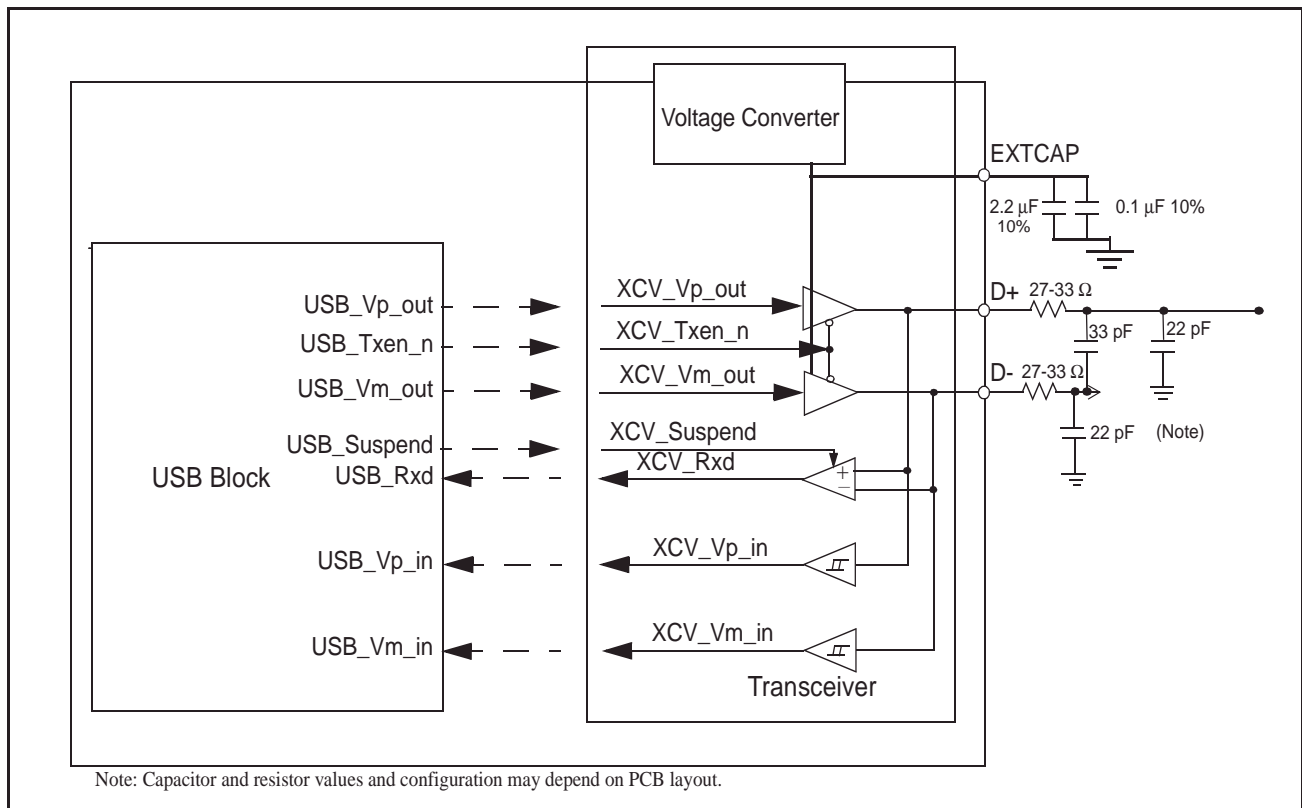 Voltage Converter
EXTCAP
2.2 µF
10%
0.1 µF 10%
USB_Vp_out
USB_Txen_n
USB_Vm_out
USB_Suspend
USB Block
USB_Rxd
USB_Vp_in
USB_Vm_in
XCV_Vp_out
XCV_Txen_n
XCV_Vm_out
XCV_Suspend
XCV_Rxd
+
−
XCV_Vp_in
XCV_Vm_in
Transceiver
D+
27-33 Ω
33 pF
22 pF
D-
27-33 Ω
22 pF
(Note)
Note: Capacitor and resistor values and configuration may depend on PCB layout.